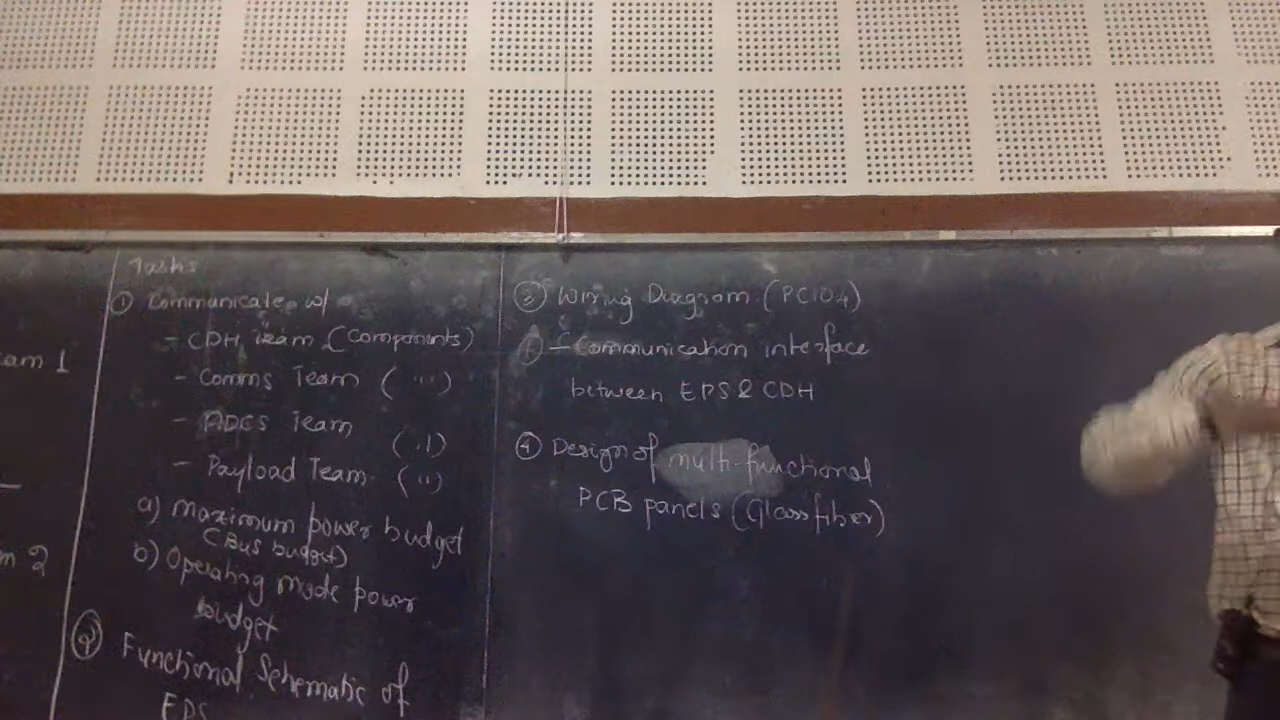 am 1
m 2
Tasks
① Communicate w/
- CDH Team (Components)
- Comms Team ( " )
- ADCS Team ( " )
- Payload Team ( " )
a) Maximum power budget
(Bus budget)
b) Operating mode power
budget
② Functional Schematic of
EPS
③ Wiring Diagram (PC104)
- Communication interface
between EPS & CDH
④ Design of multi-functional
PCB panels (Glass fiber)